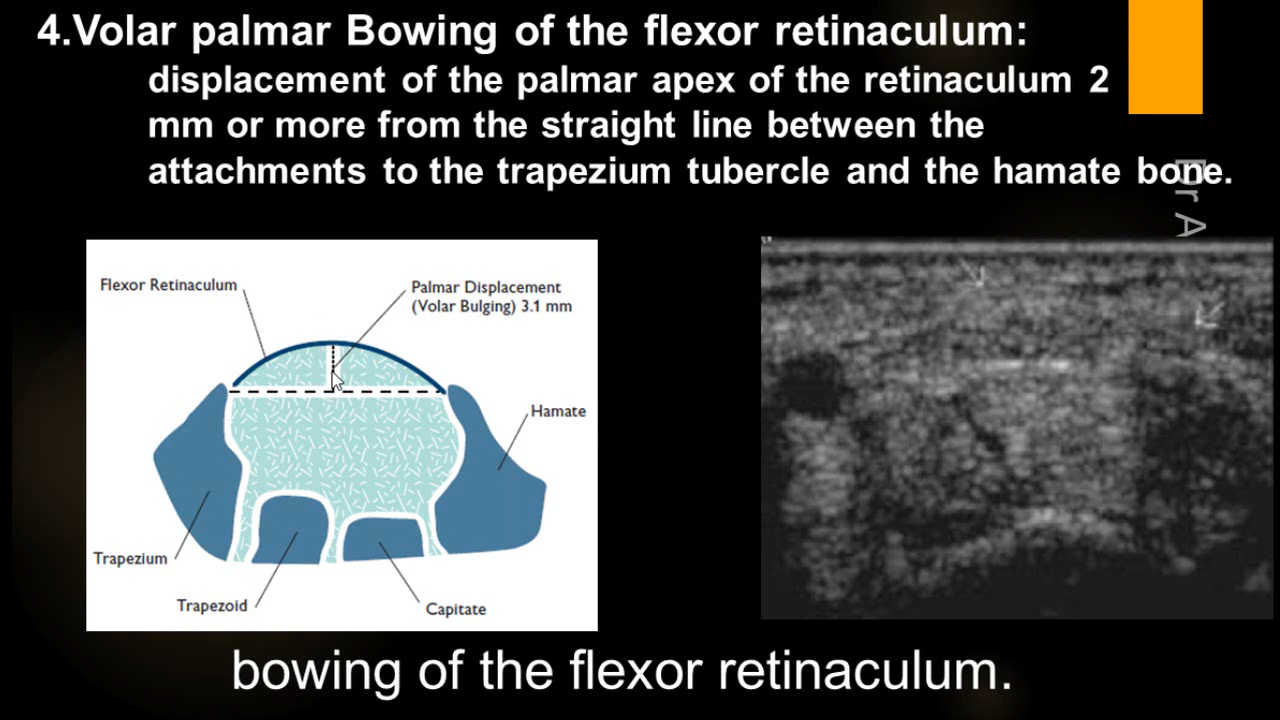 4.Volar palmar Bowing of the flexor retinaculum:
displacement of the palmar apex of the retinaculum 2
mm or more from the straight line between the
attachments to the trapezium tubercle and the hamate bone.
Dr A
Flexor Retinaculum
Palmar Displacement
(Volar Bulging) 3.1 mm
Hamate
Trapezium
Trapezoid
Capitate
bowing of the flexor retinaculum.